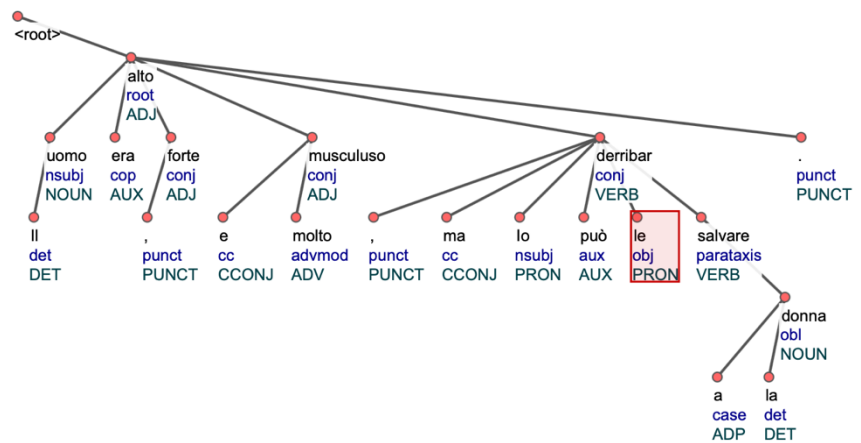 <root>
alto
root
ADJ
uomo era forte musculuso derribar .
nsubj cop conj conj conj punct
NOUN AUX ADJ ADJ VERB PUNCT
Il , e molto , ma lo può le salvare
det punct cc advmod punct cc nsubj aux obj parataxis
DET PUNCT CCONJ ADV PUNCT CCONJ PRON AUX PRON VERB
donna
obl
NOUN
a la
case det
ADP DET